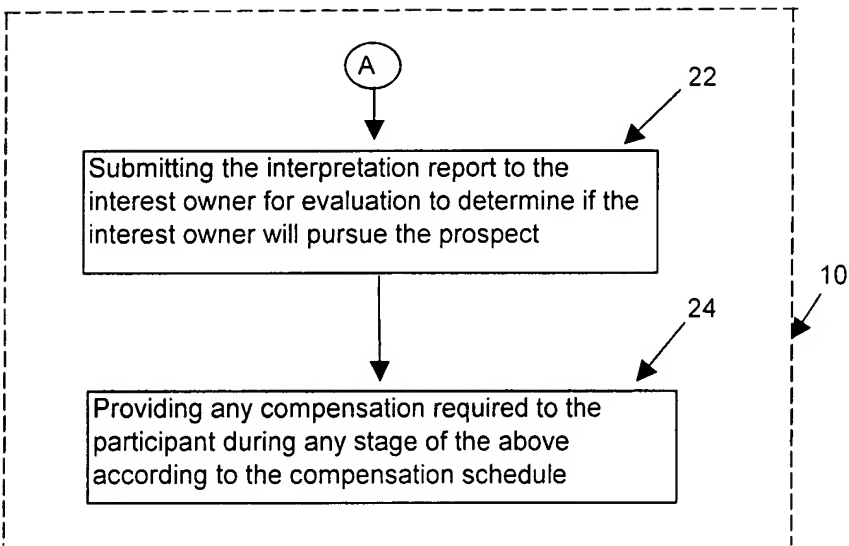 A
22
Submitting the interpretation report to the
interest owner for evaluation to determine if the
interest owner will pursue the prospect
10
24
Providing any compensation required to the
participant during any stage of the above
according to the compensation schedule